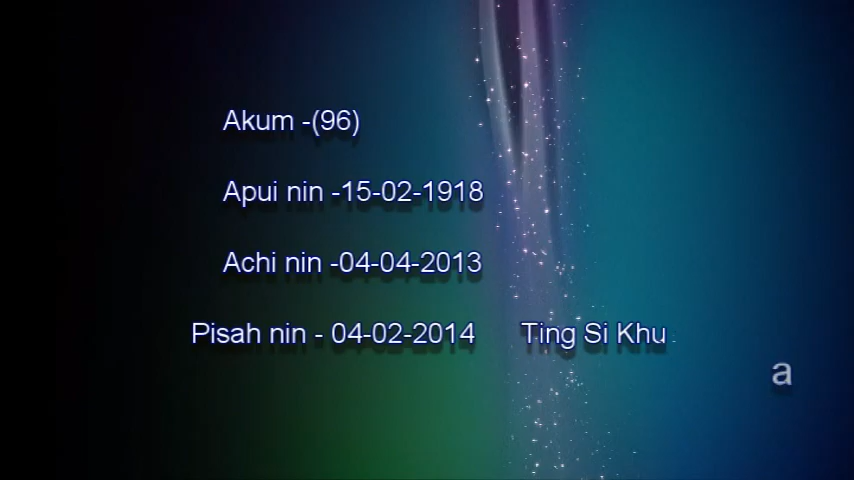 Akum -(96)
Apui nin -15-02-1918
Achi nin -04-04-2013
Pisah nin - 04-02-2014 Ting Si Khu
a